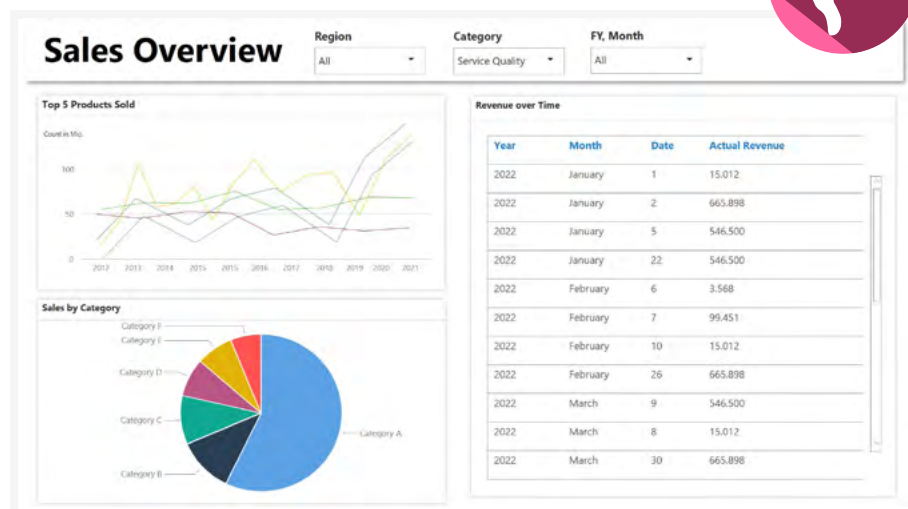 Sales Overview
Region
All
Category
Service Quality
FY, Month
All
Top 5 Products Sold
Count in Mio.
100
50
0
2012 2013 2014 2015 2015 2016 2017 2018 2019 2020 2021
Sales by Category
Category F
Category E
Category D
Category C
Category B
Category A
Revenue over Time
Year Month Date Actual Revenue
2022 January 1 15.012
2022 January 2 665.898
2022 January 5 546.500
2022 January 22 546.500
2022 February 6 3.568
2022 February 7 99.451
2022 February 10 15.012
2022 February 26 665.898
2022 March 9 546.500
2022 March 8 15.012
2022 March 30 665.898